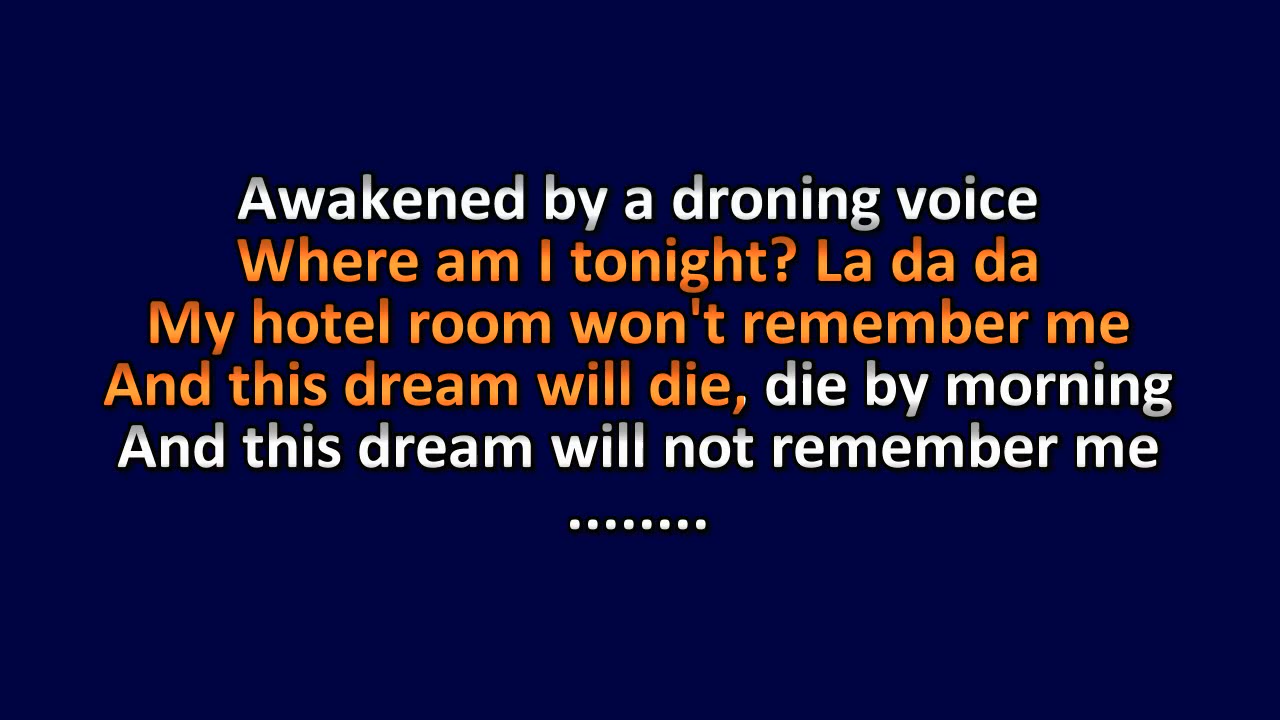 Awakened by a droning voice
Where am I tonight? La da da
My hotel room won't remember me
And this dream will die, die by morning
And this dream will not remember me
........